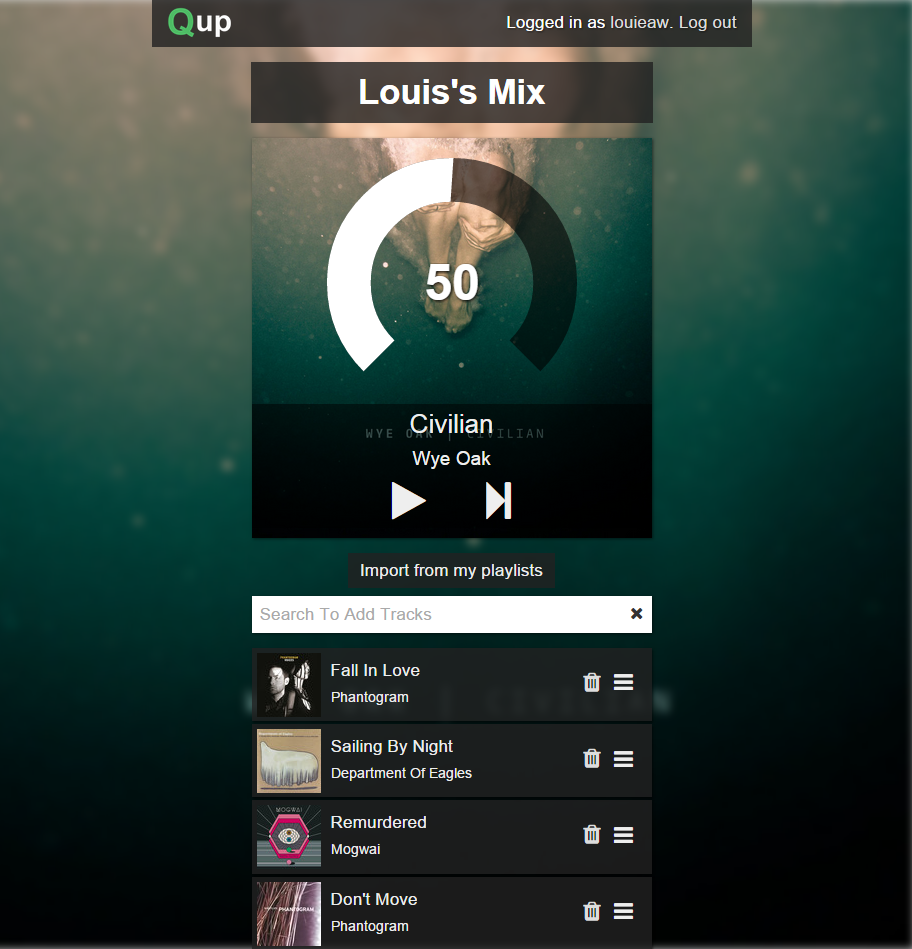 Qup
Logged in as louieaw. Log out
Louis's Mix
50
Civilian
WYE OAK | CIVILIAN
Wye Oak
Import from my playlists
Search To Add Tracks
Fall In Love
Phantogram
Sailing By Night
Department Of Eagles
MOGWAI
Remurdered
Mogwai
PHANTOGRAM
Don't Move
Phantogram